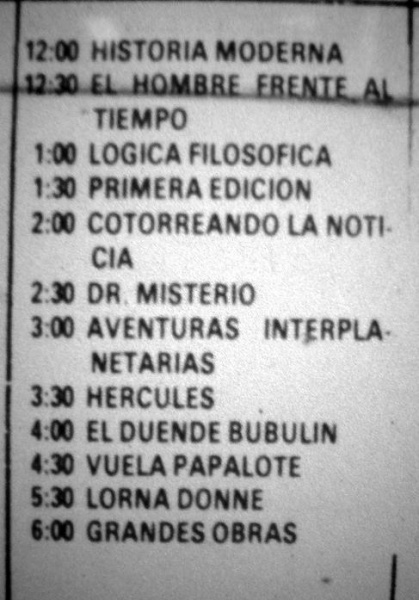 12:00 HISTORIA MODERNA
12:30 EL HOMBRE FRENTE AL
TIEMPO
1:00 LOGICA FILOSOFICA
1:30 PRIMERA EDICION
2:00 COTORREANDO LA NOTI-
CIA
2:30 DR. MISTERIO
3:00 AVENTURAS INTERPLA-
NETARIAS
3:30 HERCULES
4:00 EL DUENDE BUBULIN
4:30 VUELA PAPALOTE
5:30 LORNA DONNE
6:00 GRANDES OBRAS